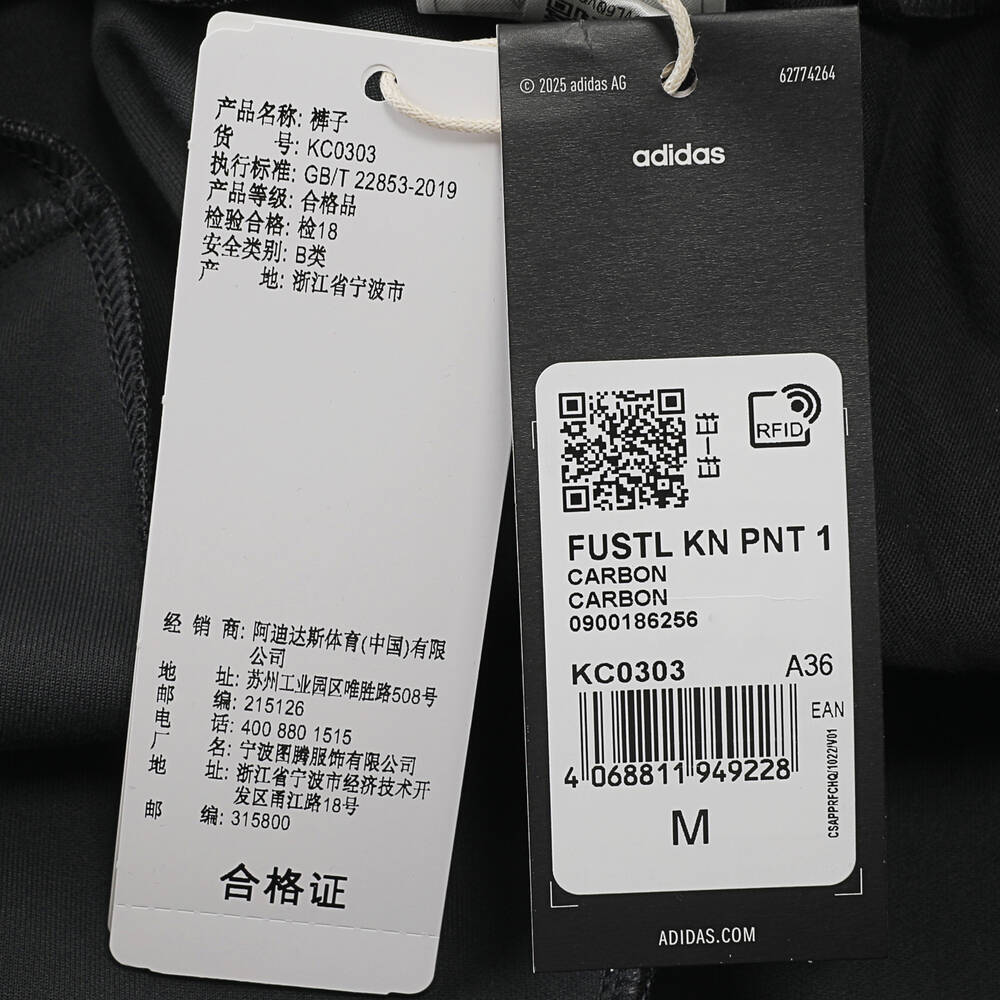 产品名称: 裤子
货 号: KC0303
执行标准: GB/T 22853-2019
产品等级: 合格品
检验合格: 检18
安全类别: B类
产 地: 浙江省宁波市
经 销 商: 阿迪达斯体育(中国)有限
公司
地 址: 苏州工业园区唯胜路508号
邮 编: 215126
电 话: 400 880 1515
厂 名: 宁波图腾服饰有限公司
地 址: 浙江省宁波市经济技术开
发区甬江路18号
邮 编: 315800
合格证
© 2025 adidas AG
62774264
adidas
扫一扫
RFID
FUSTL KN PNT 1
CARBON
CARBON
0900186256
KC0303 A36
EAN
4 068811 949228
CSAPPRFCHQ/1022/V01
M
ADIDAS.COM